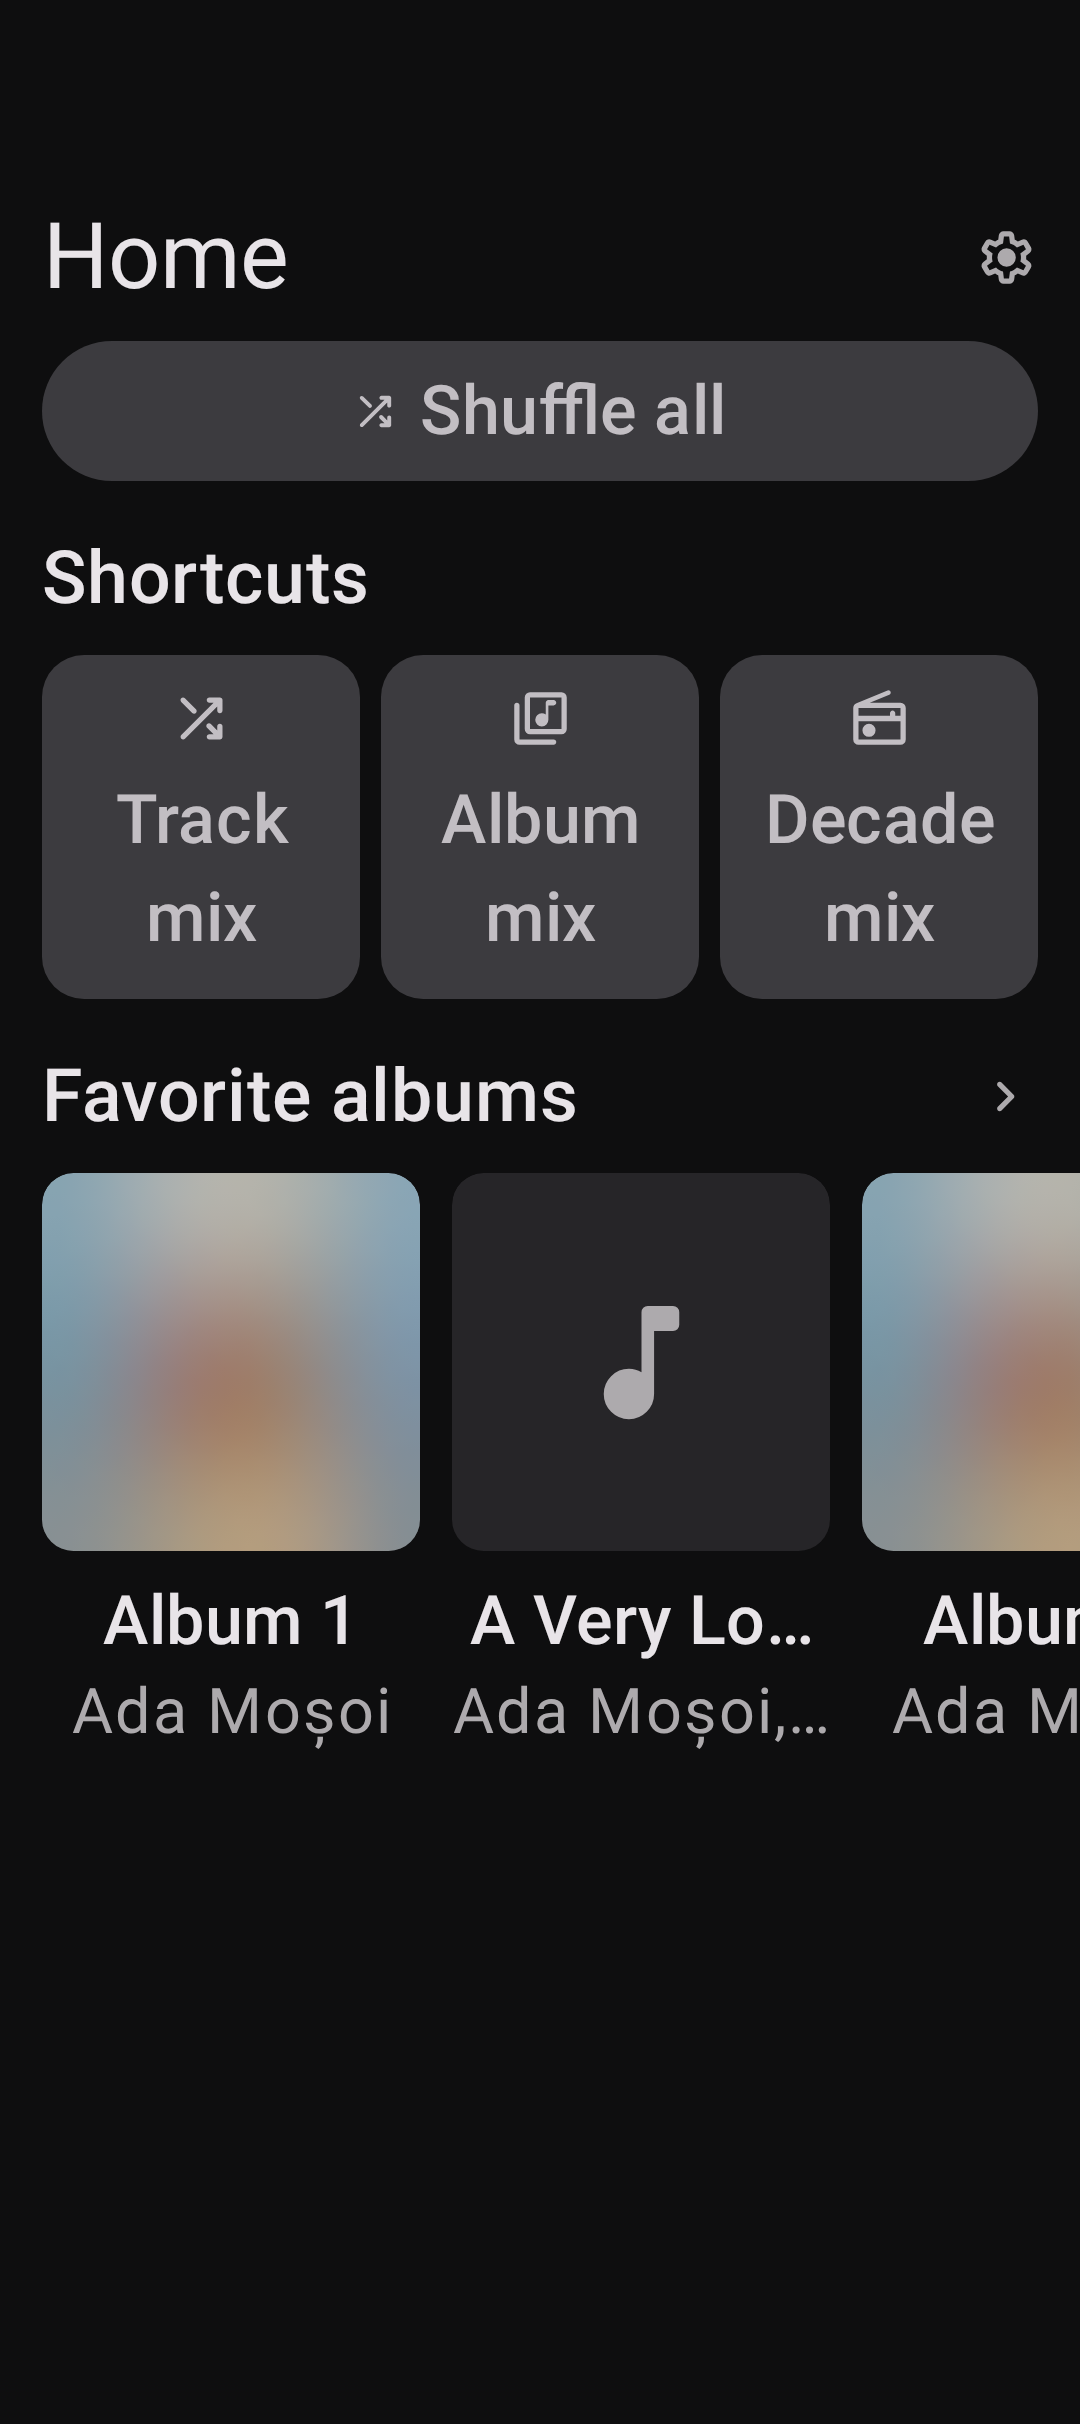 Home
Shuffle all
Shortcuts
Track
mix
Album
mix
Decade
mix
Favorite albums
Album 1
Ada Moșoi
A Very Lo…
Ada Moșoi,…
Ada